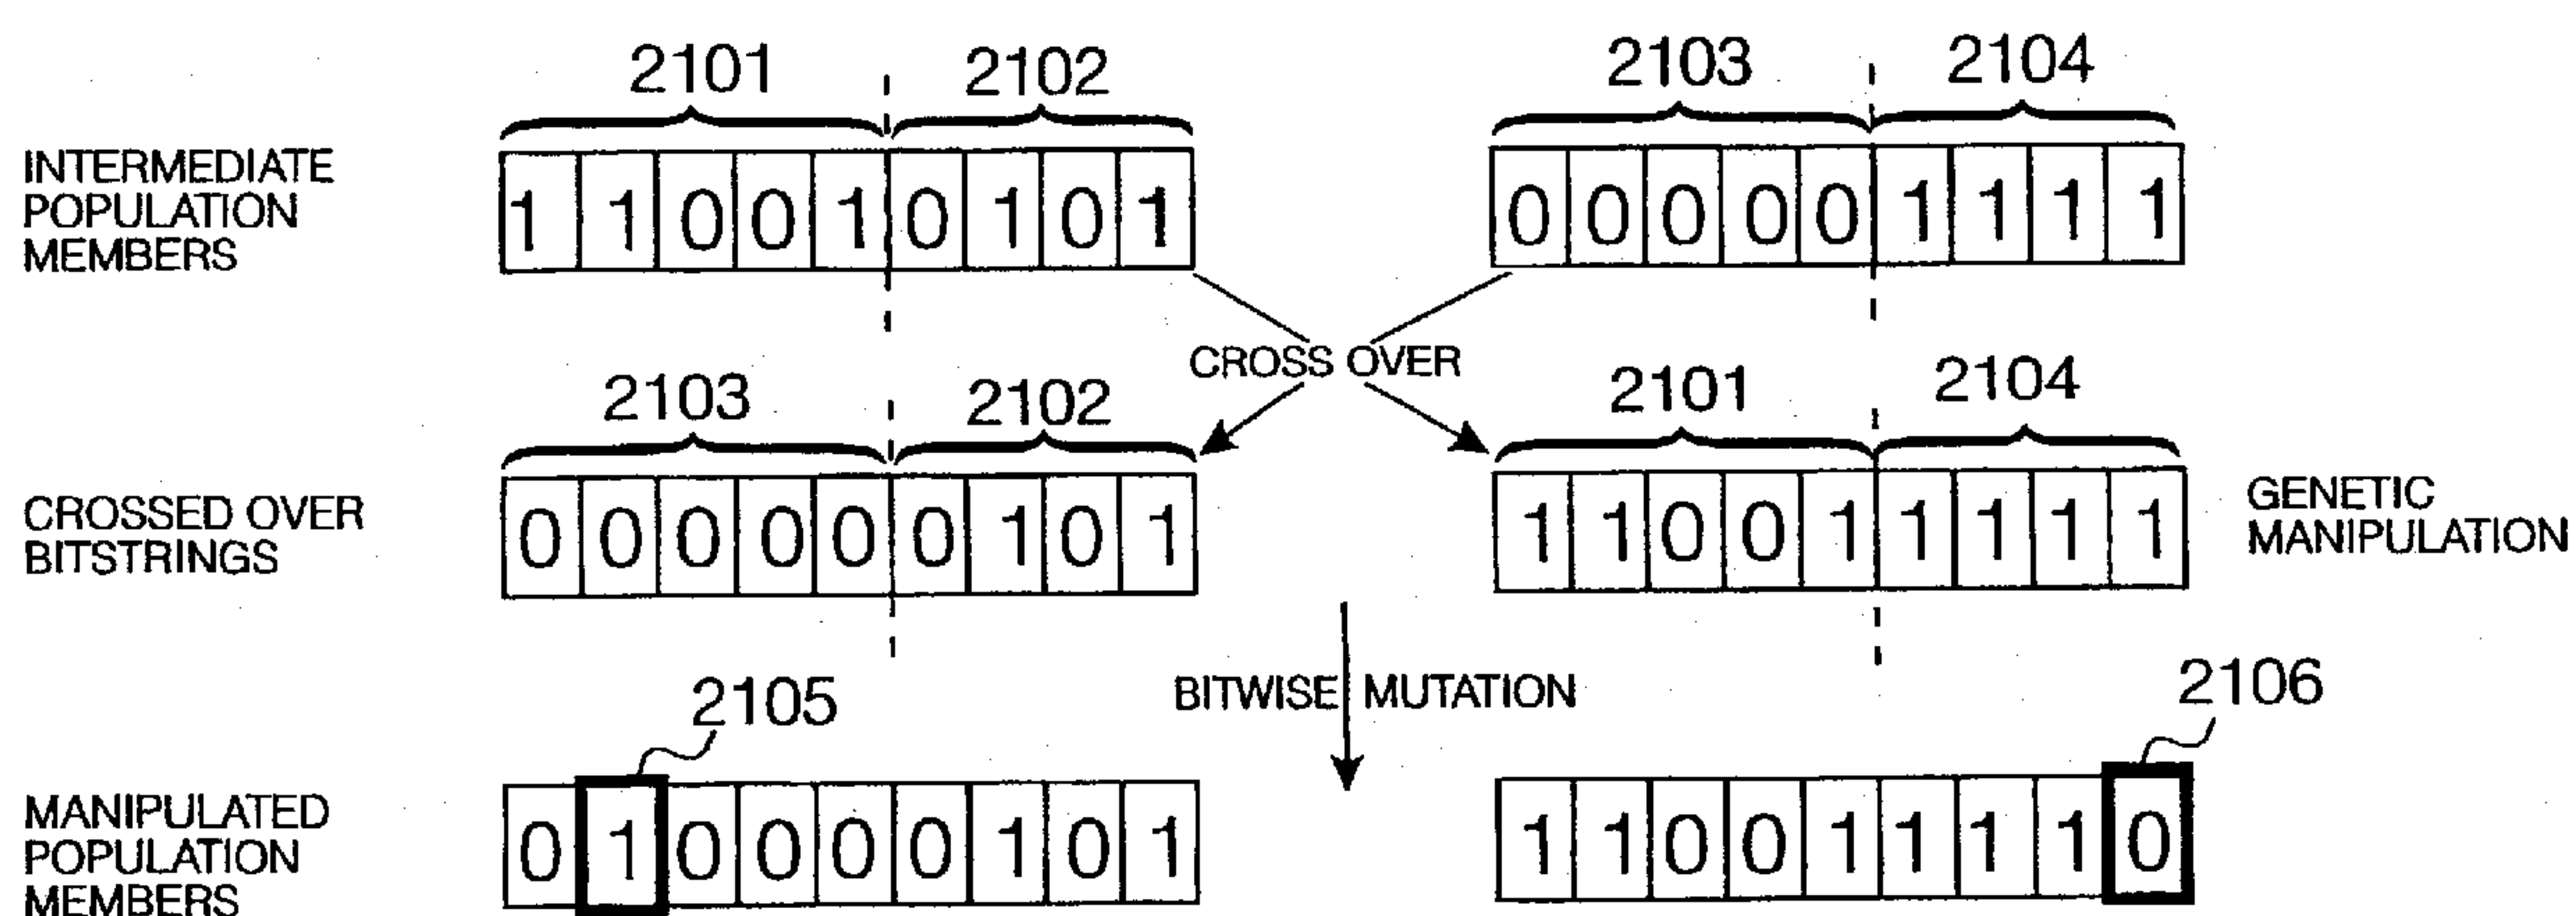 2101 2102 2103 2104
INTERMEDIATE
POPULATION
MEMBERS
1 1 0 0 1 0 1 0 1
0 0 0 0 0 1 1 1 1
CROSS OVER
2103 2102 2101 2104
CROSSED OVER
BITSTRINGS
0 0 0 0 0 0 1 0 1
1 1 0 0 1 1 1 1 1
GENETIC
MANIPULATION
BITWISE MUTATION
2105 2106
MANIPULATED
POPULATION
MEMBERS
0 1 0 0 0 0 1 0 1
1 1 0 0 1 1 1 1 0